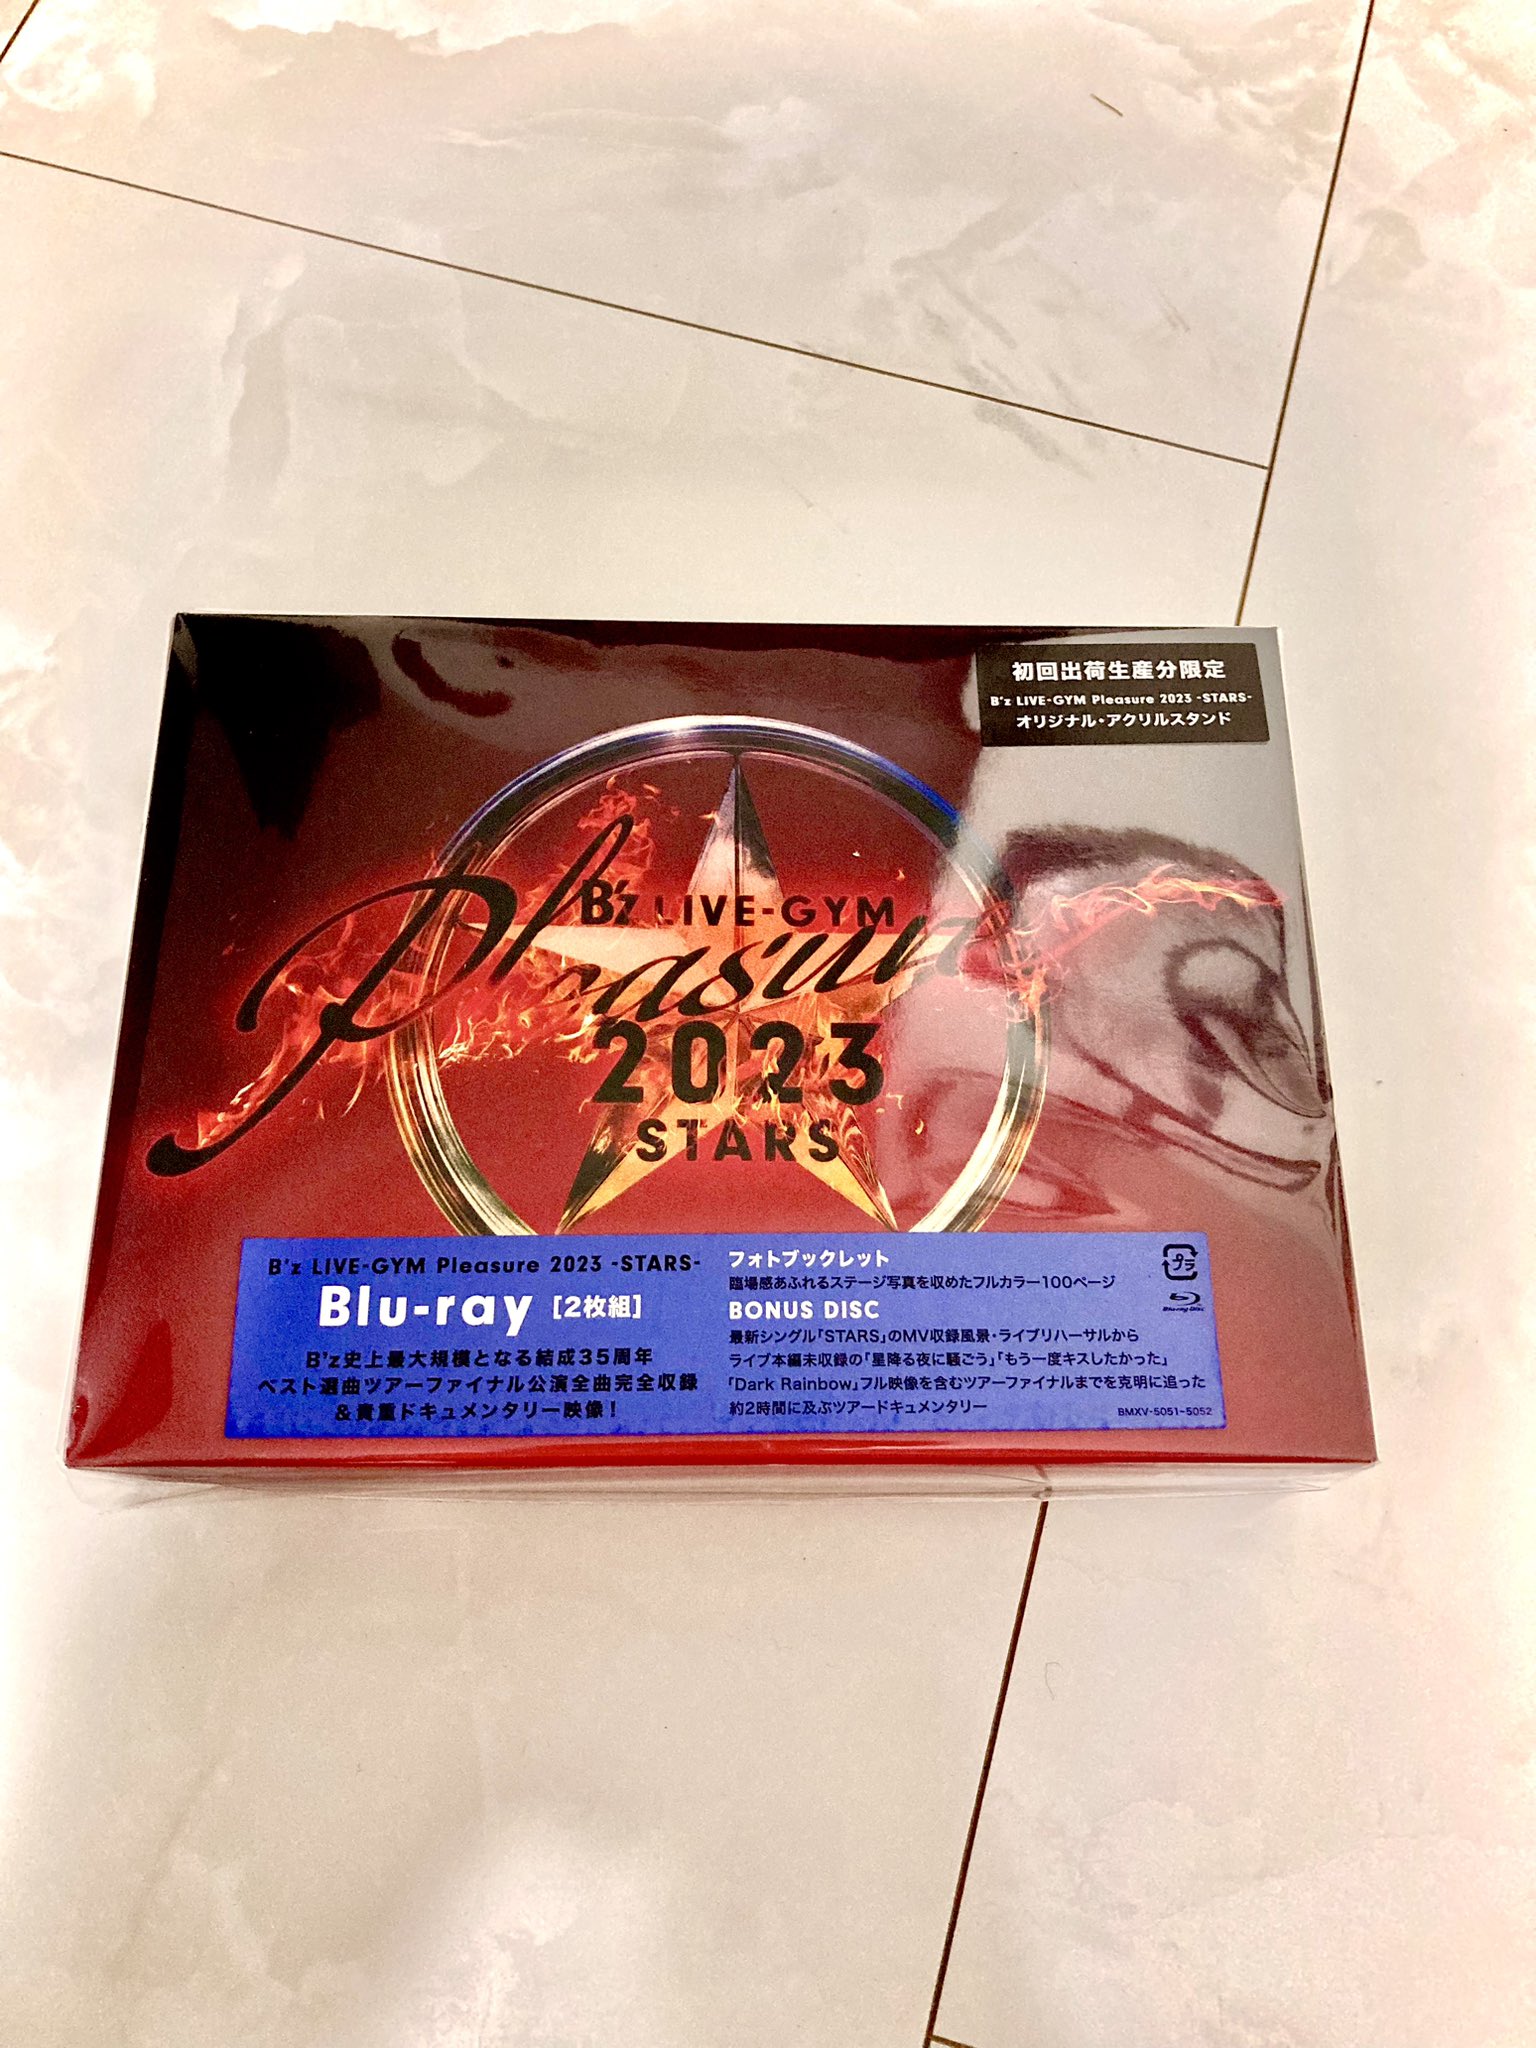 初回出荷生産分限定
B'z LIVE-GYM Pleasure 2023 -STARS-
オリジナル・アクリルスタンド
B'z LIVE-GYM
Pleasure
2023
STARS
B'z LIVE-GYM Pleasure 2023 -STARS-
Blu-ray [2枚組]
B'z史上最大規模となる結成35周年
ベスト選曲ツアーファイナル公演全曲完全収録
&貴重ドキュメンタリー映像!
フォトブックレット
臨場感あふれるステージ写真を収めたフルカラー100ページ
BONUS DISC
最新シングル「STARS」のMV収録風景・ライブリハーサルから
ライブ本編未収録の「星降る夜に騒ごう」「もう一度キスしたかった」
「Dark Rainbow」フル映像を含むツアーファイナルまでを克明に追った
約2時間に及ぶツアードキュメンタリー
プラ
Blu-ray Disc
BMXV-5051~5052